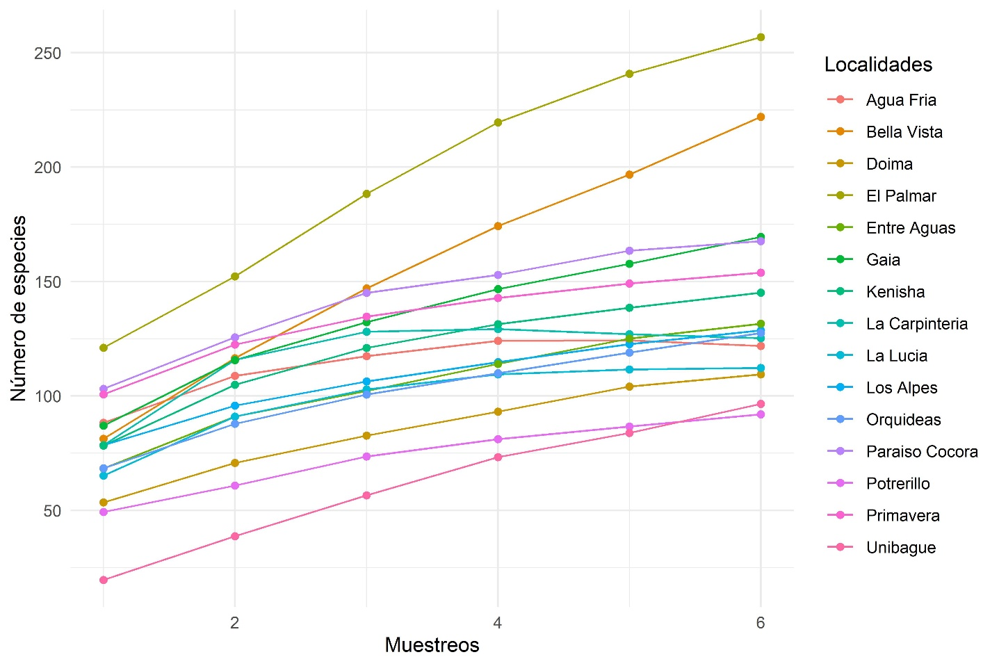 250
200
150
100
50
Número de especies
2
4
6
Muestreos
Localidades
Agua Fria
Bella Vista
Doima
El Palmar
Entre Aguas
Gaia
Kenisha
La Carpinteria
La Lucia
Los Alpes
Orquideas
Paraiso Cocora
Potrerillo
Primavera
Unibague